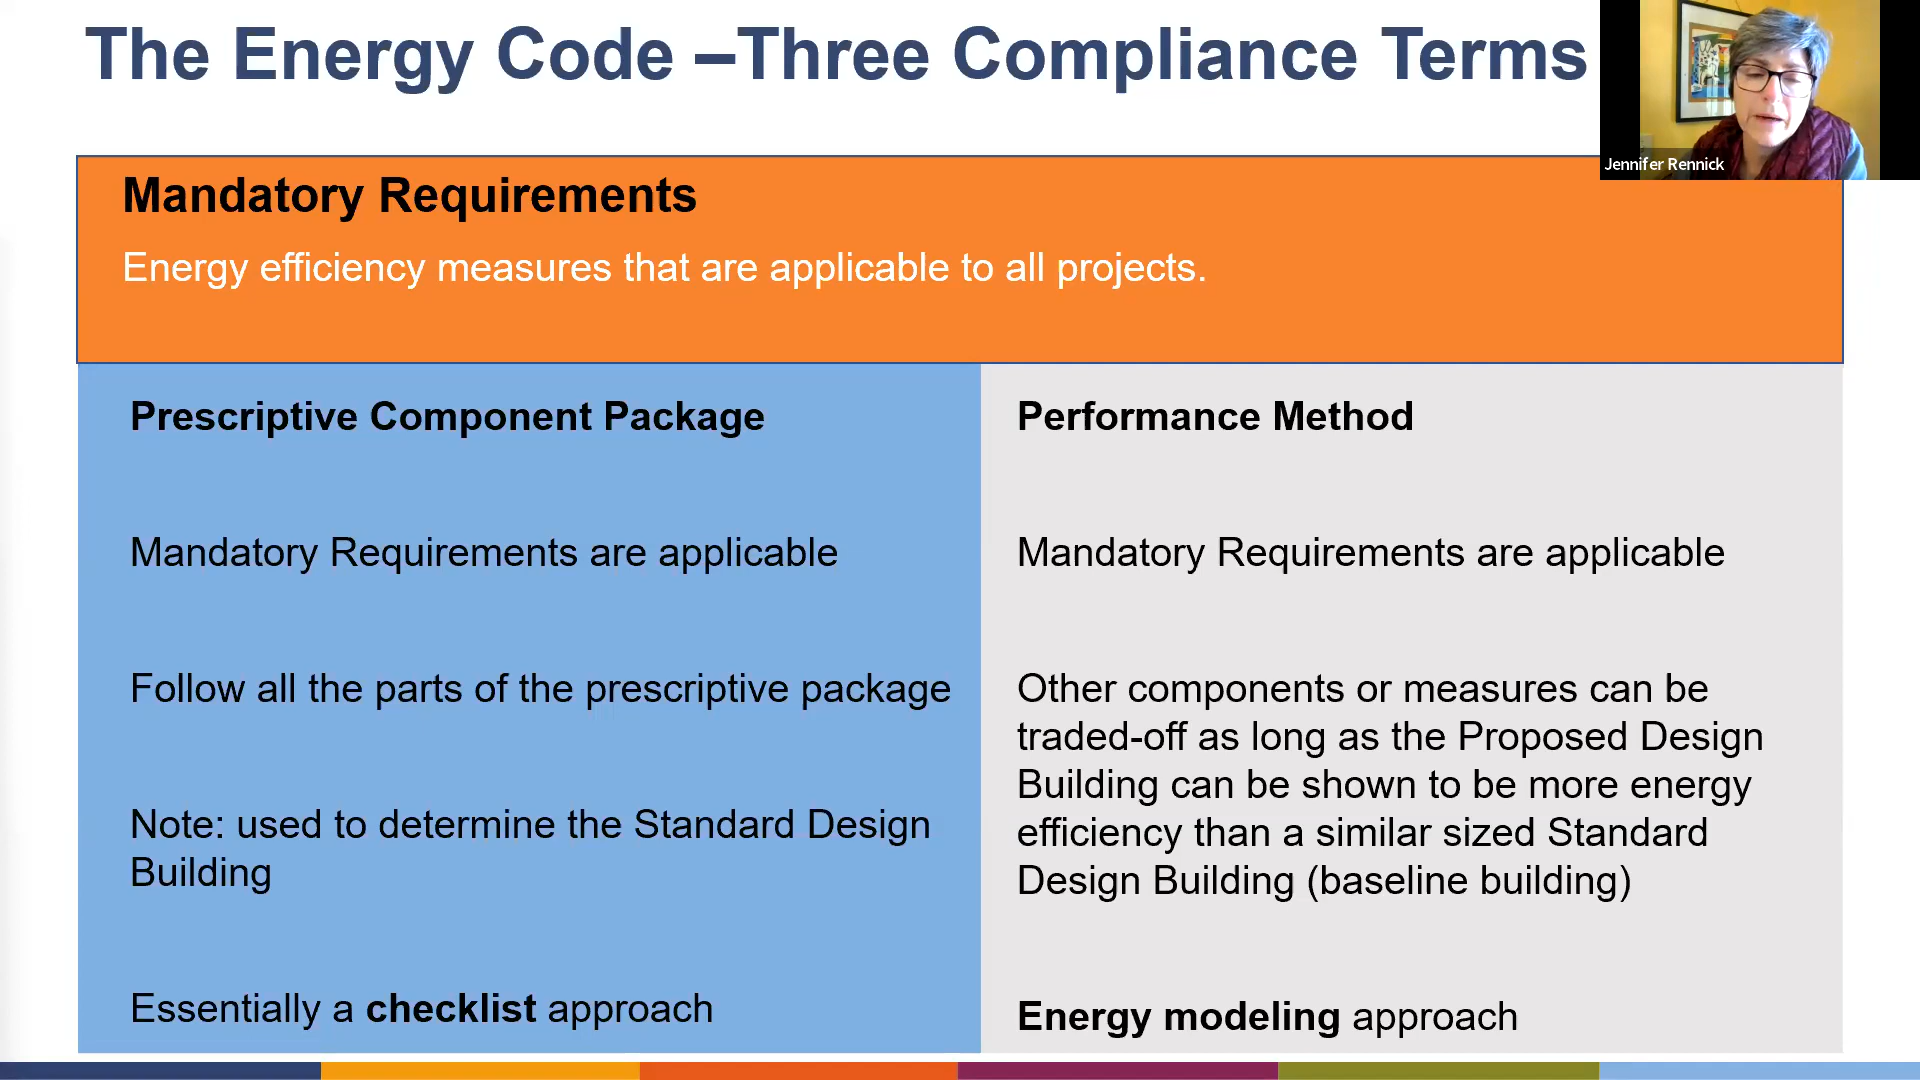 The Energy Code –Three Compliance Terms
Jennifer Rennick
Mandatory Requirements
Energy efficiency measures that are applicable to all projects.
Prescriptive Component Package
Mandatory Requirements are applicable
Follow all the parts of the prescriptive package
Note: used to determine the Standard Design
Building
Essentially a checklist approach
Performance Method
Mandatory Requirements are applicable
Other components or measures can be
traded-off as long as the Proposed Design
Building can be shown to be more energy
efficiency than a similar sized Standard
Design Building (baseline building)
Energy modeling approach